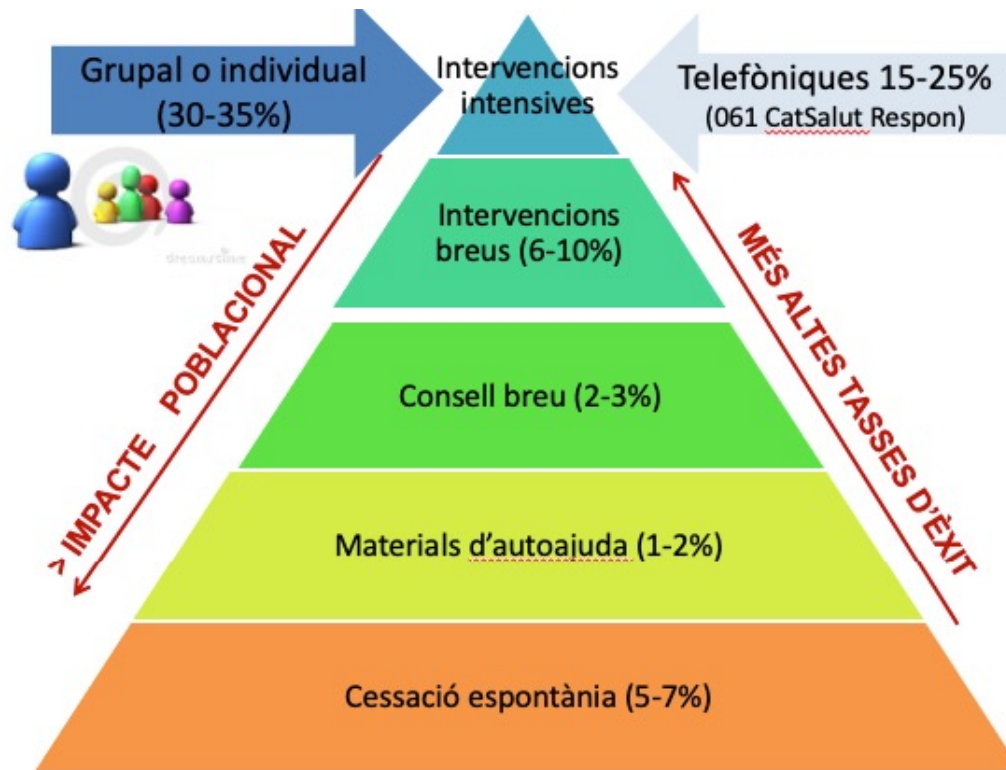 Grupal o individual
(30-35%)
Intervencions
intensives
Telefòniques 15-25%
(061 CatSalut Respon)
Intervencions
breus (6-10%)
> IMPACTE POBLACIONAL
MÉS ALTES TASSES D'ÈXIT
Consell breu (2-3%)
Materials d'autoajuda (1-2%)
Cessació espontània (5-7%)